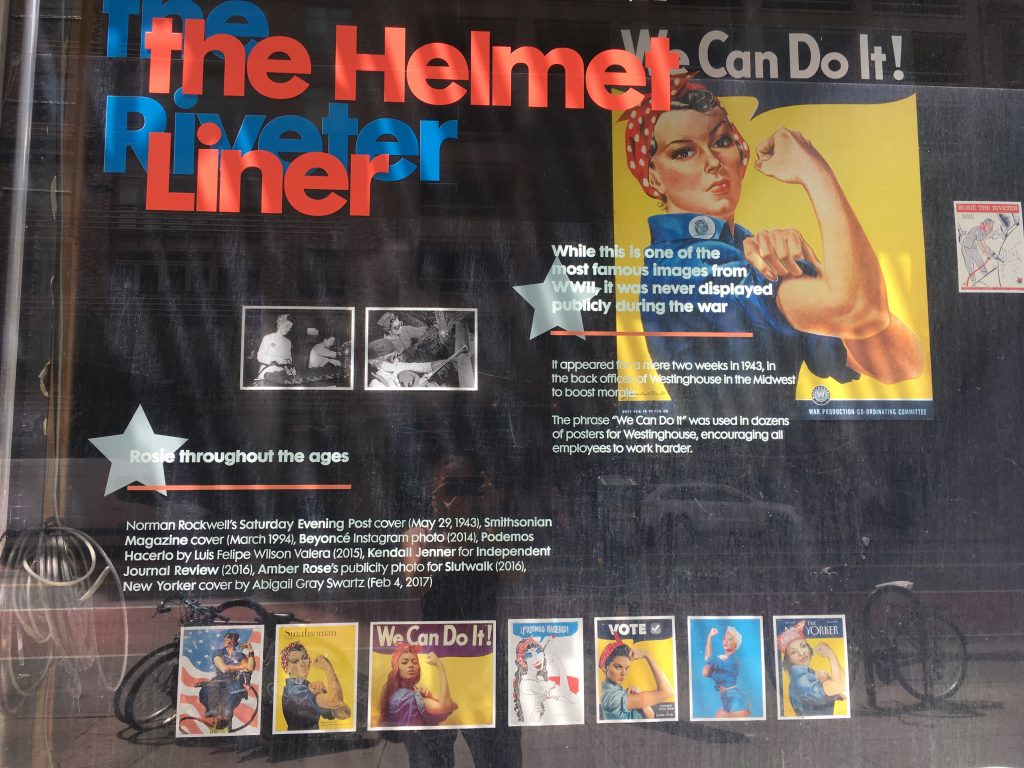 the
the Helmet
Riveter
Liner
We Can Do It!
ROSIE THE RIVETER
While this is one of the
most famous images from
WWII, it was never displayed
publicly during the war
It appeared for a mere two weeks in 1943, in
the back offices of Westinghouse in the Midwest
to boost morale.
WAR PRODUCTION CO-ORDINATING COMMITTEE
The phrase “We Can Do It” was used in dozens
of posters for Westinghouse, encouraging all
employees to work harder.
Rosie throughout the ages
Norman Rockwell’s Saturday Evening Post cover (May 29, 1943), Smithsonian
Magazine cover (March 1994), Beyoncé Instagram photo (2014), Podemos
Hacerlo by Luis Felipe Wilson Valera (2015), Kendall Jenner for Independent
Journal Review (2016), Amber Rose’s publicity photo for Slutwalk (2016),
New Yorker cover by Abigail Gray Swartz (Feb 4, 2017)
Smithsonian
We Can Do It!
¡PODEMOS HACERLO!
VOTE
THE
YORKER